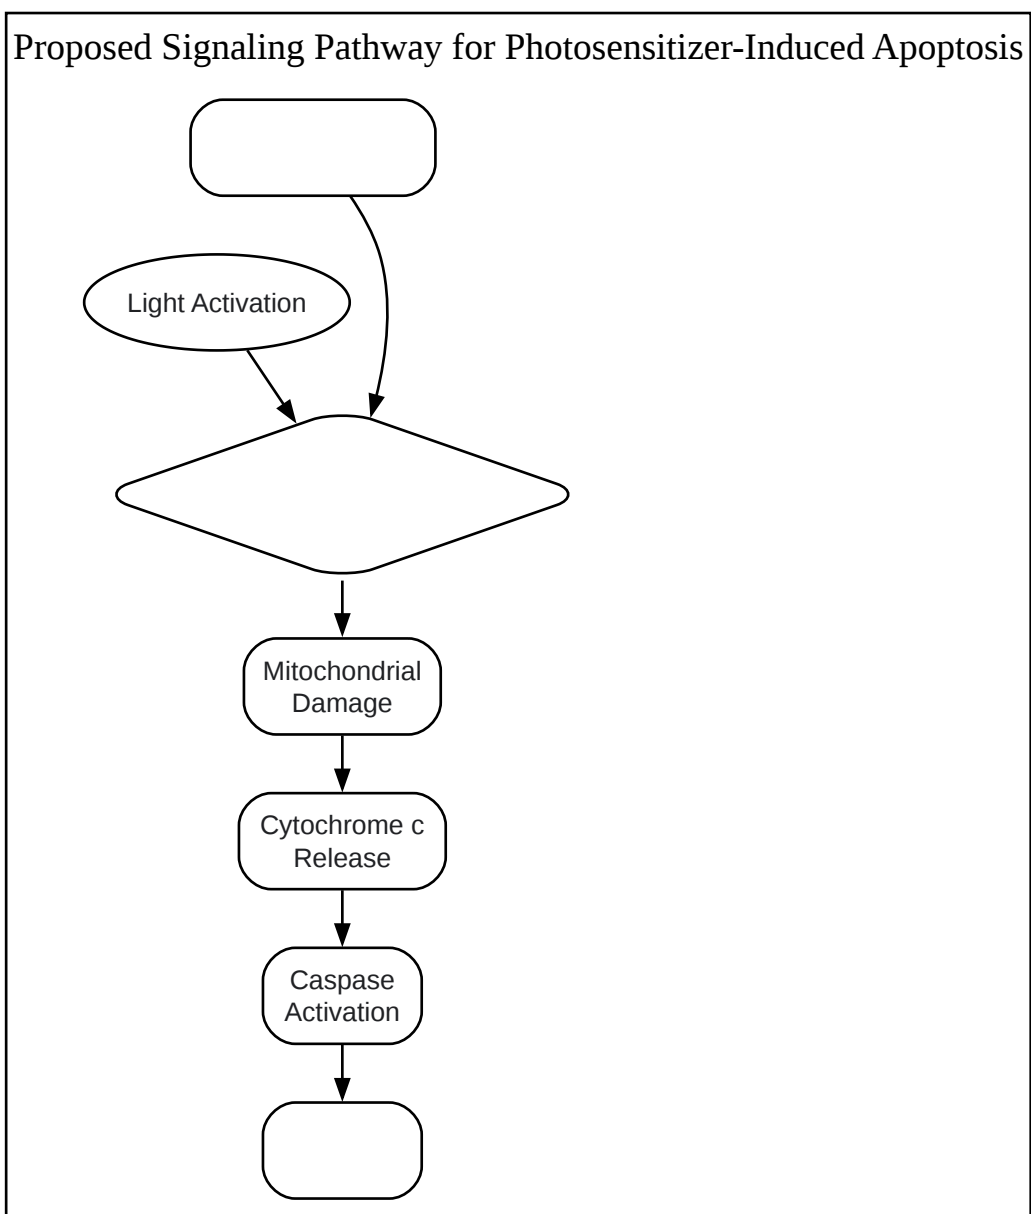 Proposed Signaling Pathway for Photosensitizer-Induced Apoptosis
Light Activation
Mitochondrial
Damage
Cytochrome c
Release
Caspase
Activation